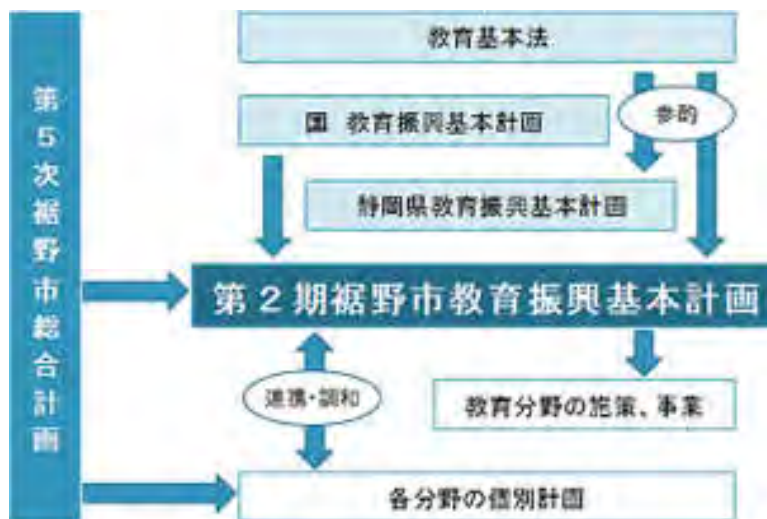 第5次裾野市総合計画
教育基本法
国 教育振興基本計画
参酌
静岡県教育振興基本計画
第2期裾野市教育振興基本計画
連携・調和
教育分野の施策、事業
各分野の個別計画